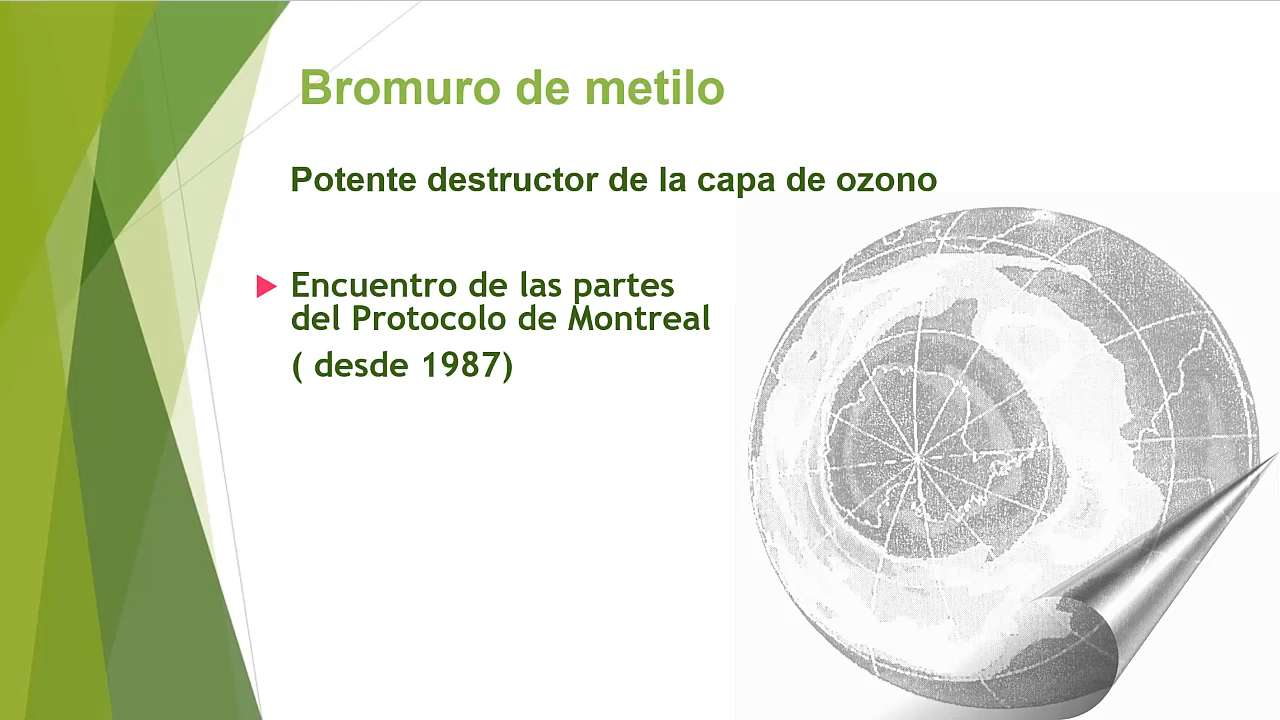 Bromuro de metilo
Potente destructor de la capa de ozono
Encuentro de las partes
del Protocolo de Montreal
( desde 1987)